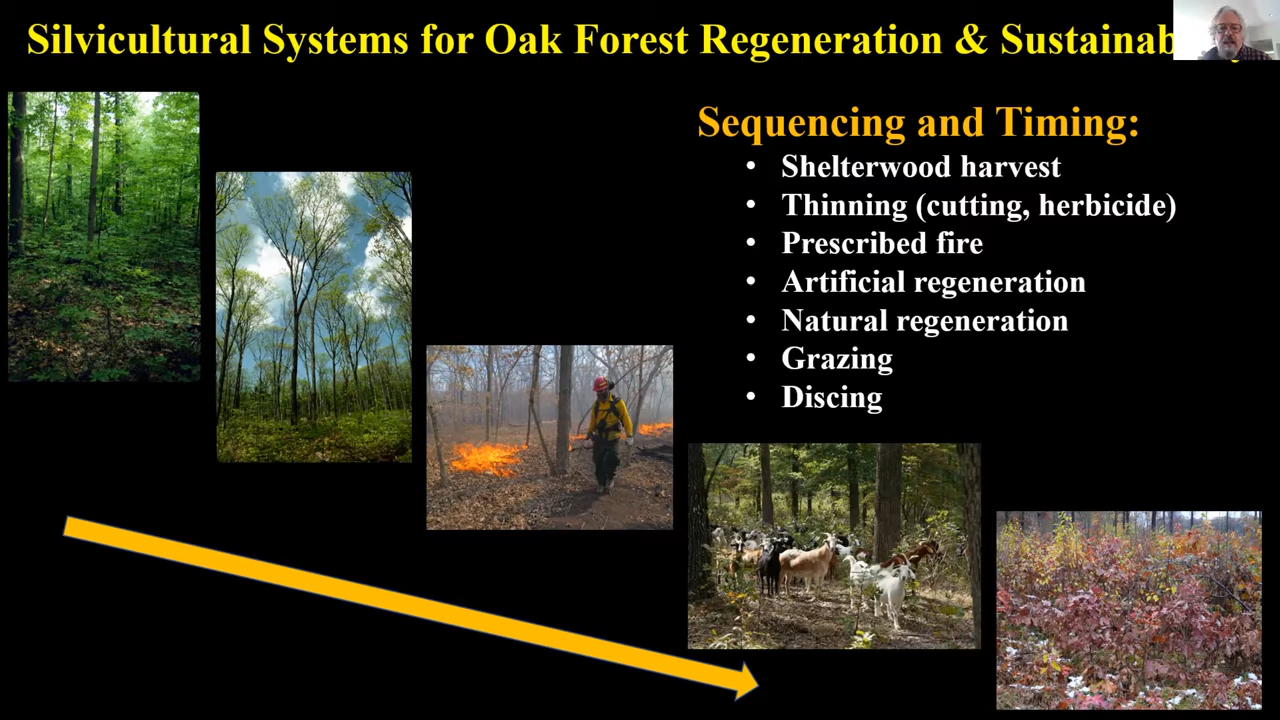 Silvicultural Systems for Oak Forest Regeneration &
Sequencing and Timing:
• Shelterwood harvest
• Thinning (cutting, herbicide)
• Prescribed fire
• Artificial regeneration
• Natural regeneration
• Grazing
• Discing